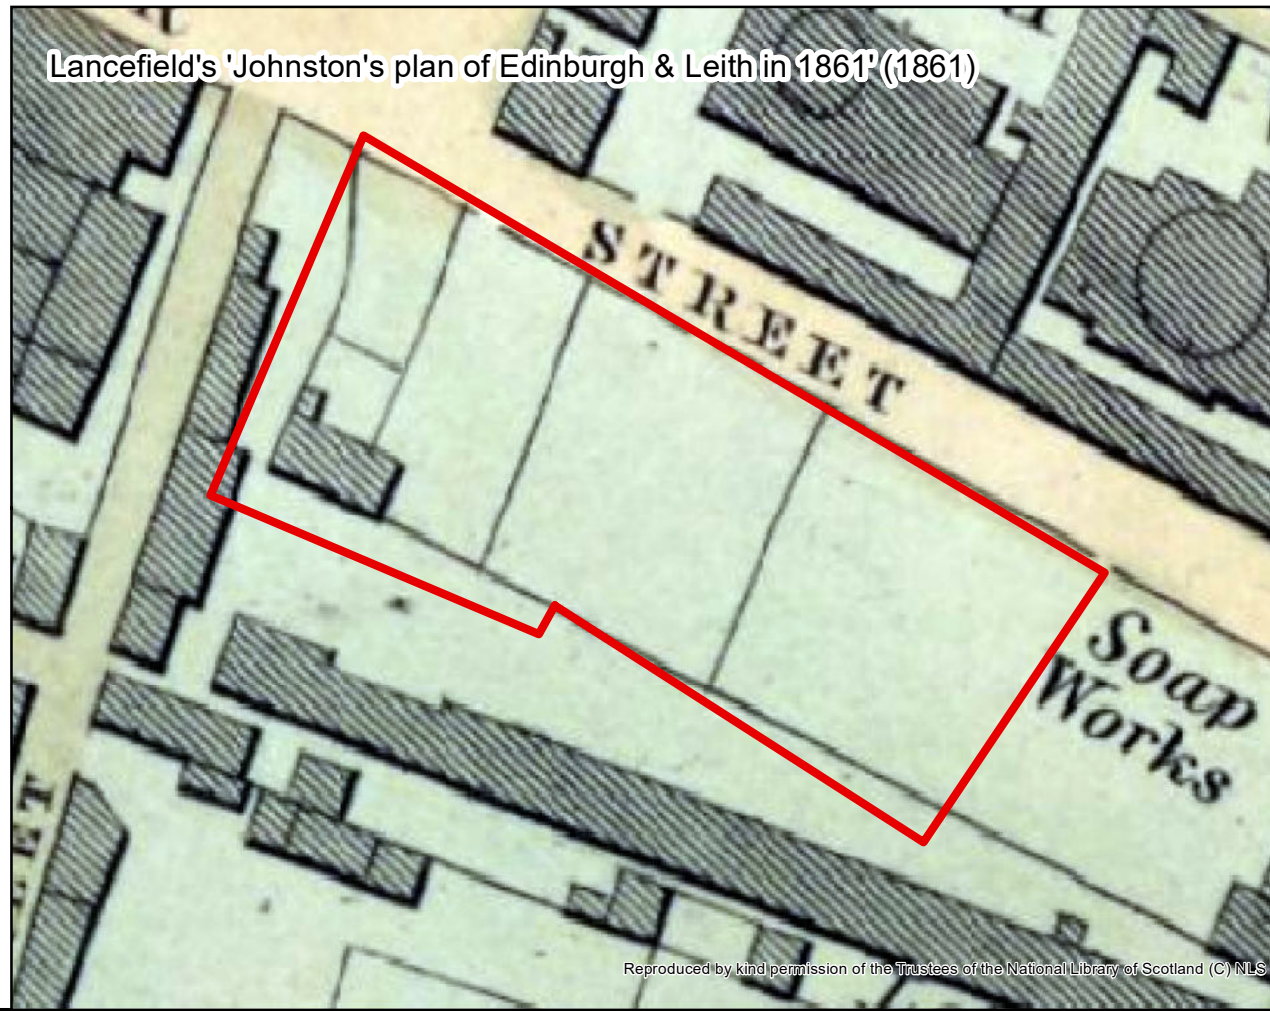 Lancefield's 'Johnston's plan of Edinburgh & Leith in 1861' (1861)
STREET
Soap
Works
Reproduced by kind permission of the Trustees of the National Library of Scotland (C) NLS